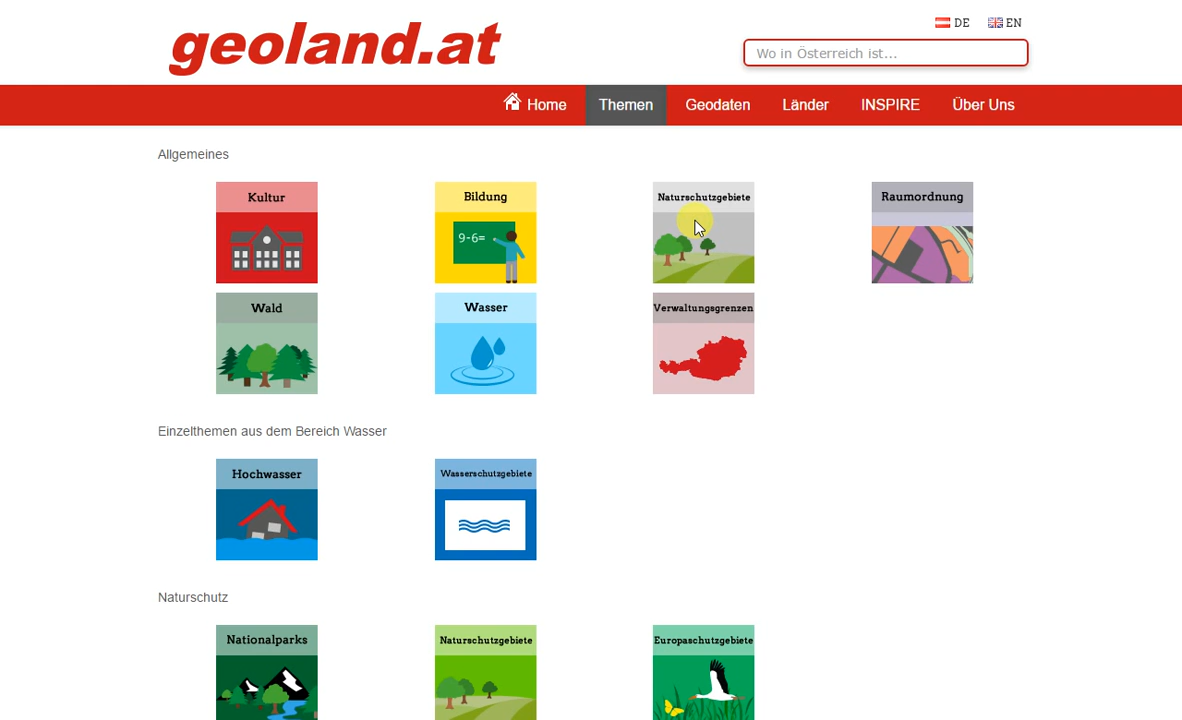 geoland.at
DE EN
Wo in Österreich ist...
Home Themen Geodaten Länder INSPIRE Über Uns
Allgemeines
Kultur Bildung Naturschutzgebiete Raumordnung
9-6=
Wald Wasser Verwaltungsgrenzen
Einzelthemen aus dem Bereich Wasser
Hochwasser Wasserschutzgebiete
Naturschutz
Nationalparks Naturschutzgebiete Europaschutzgebiete